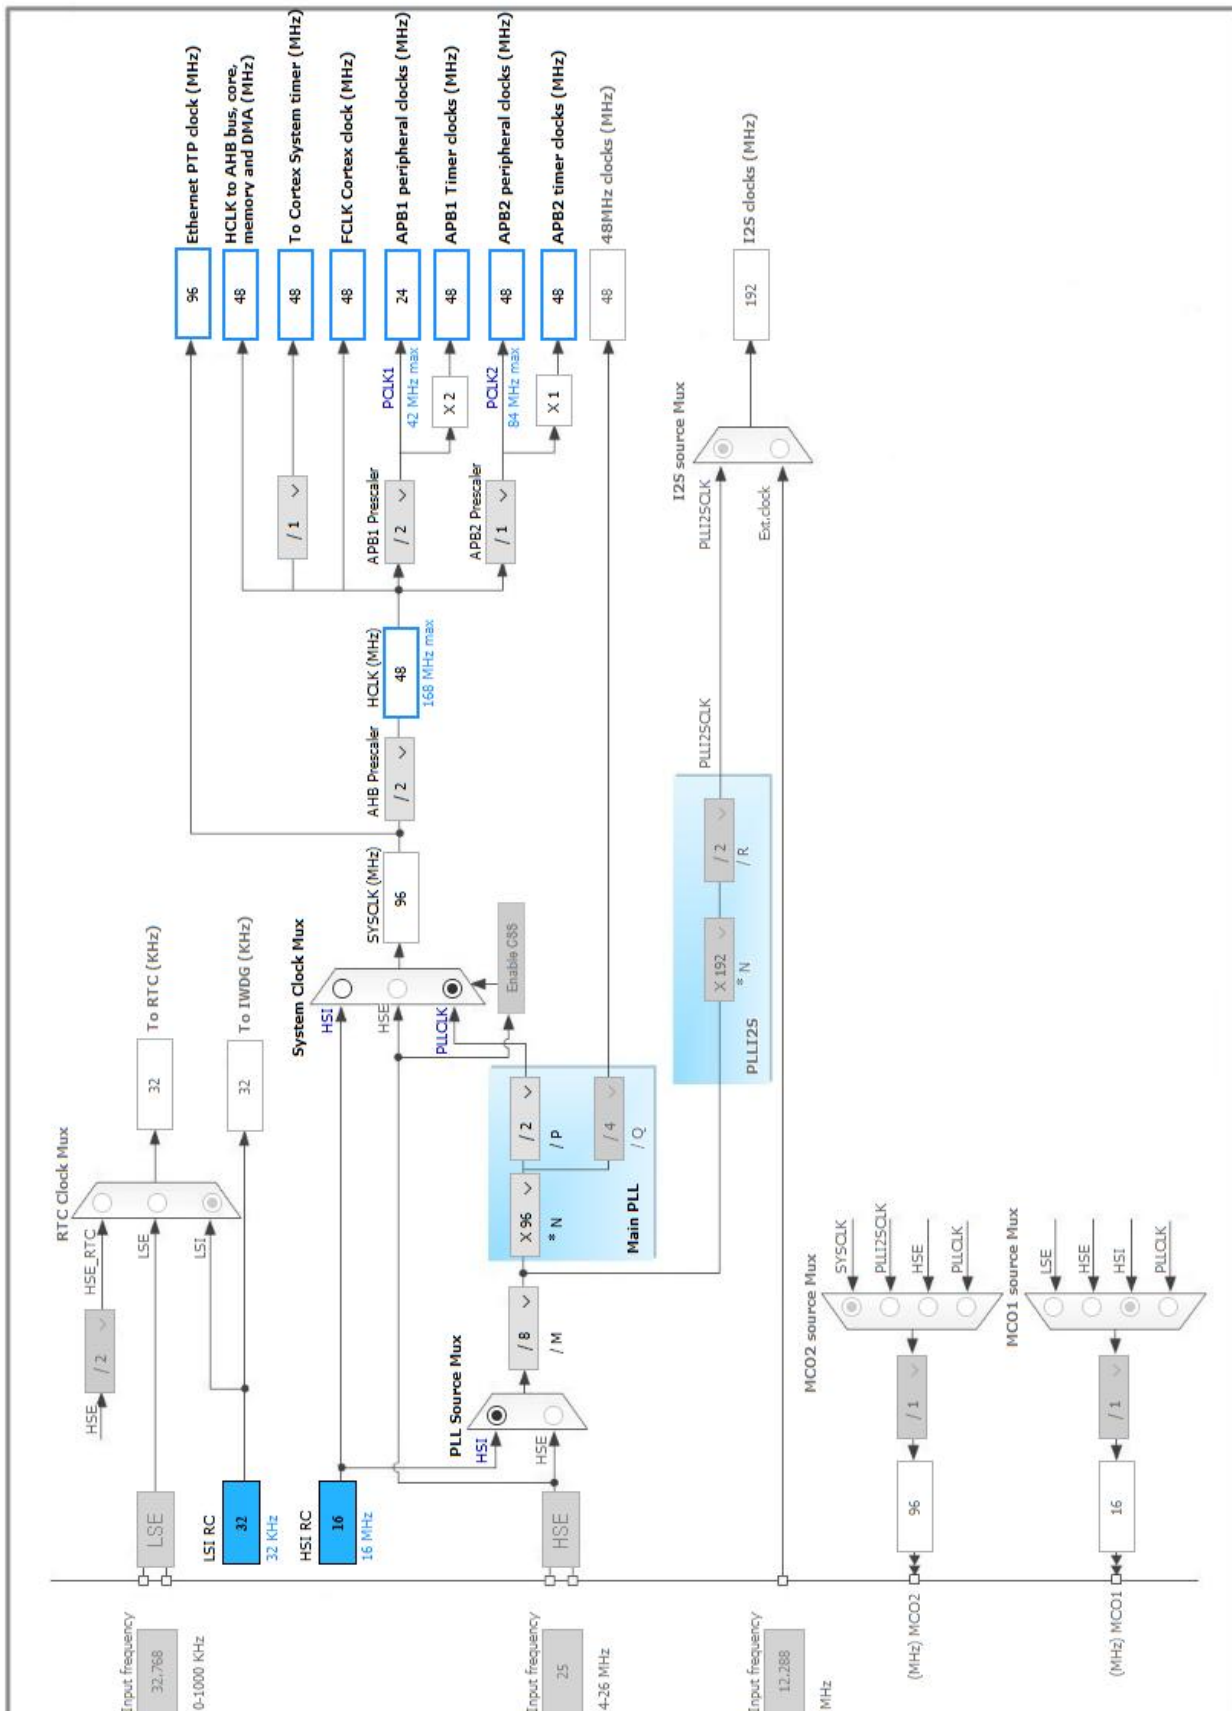 Input frequency
32.768
0-1000 KHz
LSE
HSE
/ 2
HSE_RTC
LSE
LSI
RTC Clock Mux
32
To RTC (KHz)
LSI RC
32
32 KHz
32
To IWDG (KHz)
HSI RC
16
16 MHz
Input frequency
25
4-26 MHz
HSE
PLL Source Mux
HSI
HSE
/ 8
/ M
X 96
* N
/ 2
/ P
/ 4
/ Q
Main PLL
System Clock Mux
HSI
HSE
PLLCLK
Enable CSS
SYSCLK (MHz)
96
AHB Prescaler
/ 2
HCLK (MHz)
48
168 MHz max
/ 1
APB1 Prescaler
/ 2
APB2 Prescaler
/ 1
PCLK1
42 MHz max
X 2
PCLK2
84 MHz max
X 1
96
Ethernet PTP clock (MHz)
48
HCLK to AHB bus, core,
memory and DMA (MHz)
48
To Cortex System timer (MHz)
48
FCLK Cortex clock (MHz)
24
APB1 peripheral clocks (MHz)
48
APB1 Timer clocks (MHz)
48
APB2 peripheral clocks (MHz)
48
APB2 timer clocks (MHz)
48
48MHz clocks (MHz)
PLLI2S
X 192
* N
/ 2
/ R
PLLI2SCLK
PLLI2SCLK
Ext.clock
I2S source Mux
192
I2S clocks (MHz)
Input frequency
12.288
MHz
MCO2 source Mux
SYSCLK
PLLI2SCLK
HSE
PLLCLK
/ 1
96
(MHz) MCO2
MCO1 source Mux
LSE
HSE
HSI
PLLCLK
/ 1
16
(MHz) MCO1